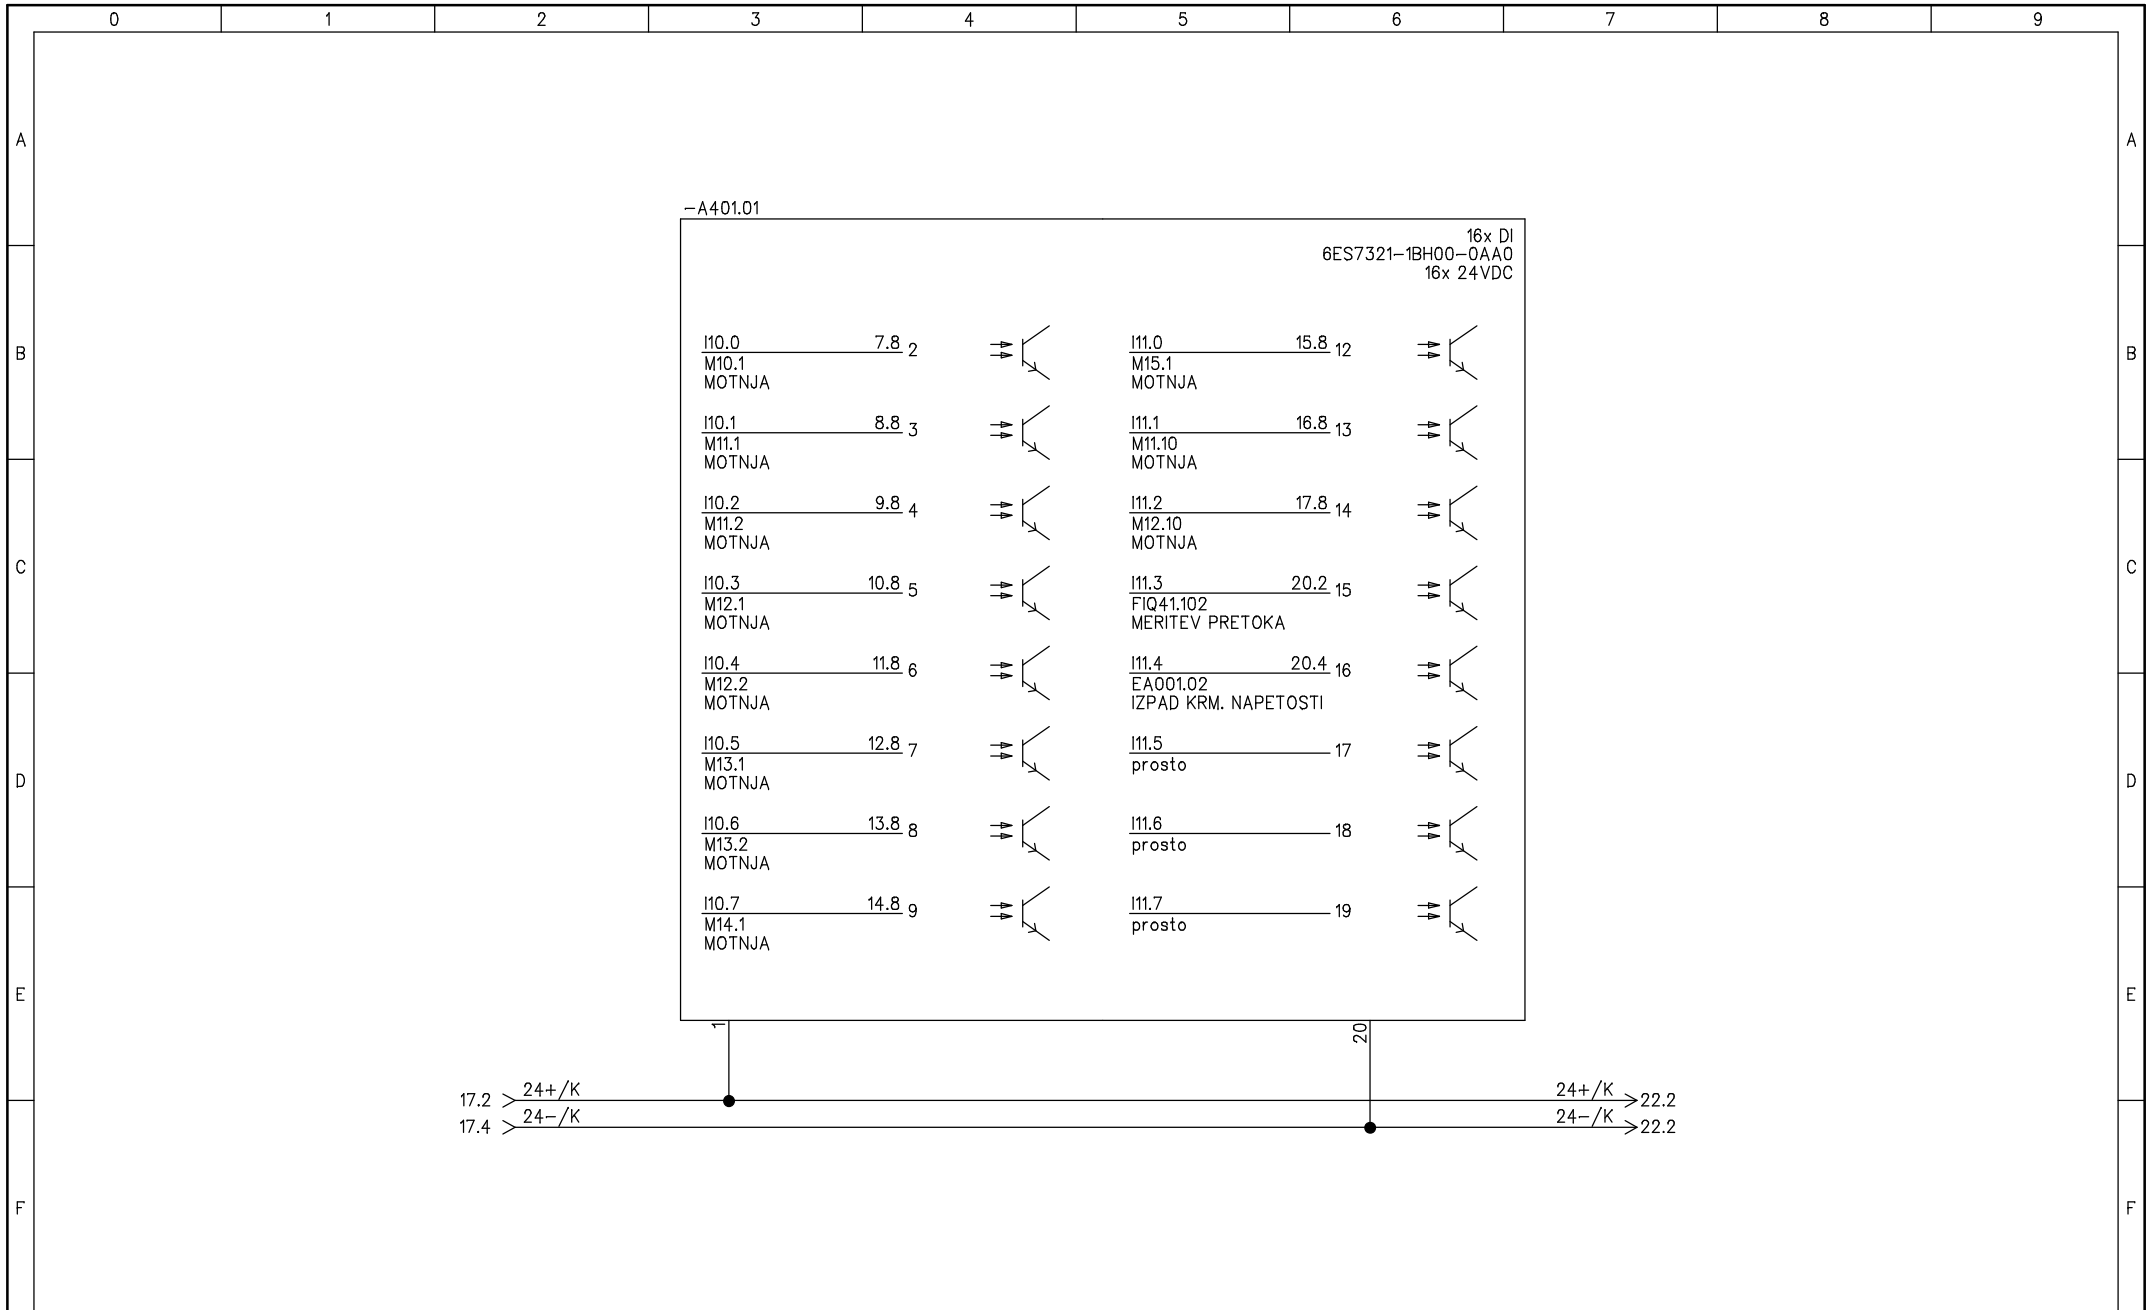 0 1 2 3 4 5 6 7 8 9
A A
-A401.01
16x DI
6ES7321-1BH00-0AA0
16x 24VDC
B B
I10.0 7.8 2
M10.1
MOTNJA
I10.1 8.8 3
M11.1
MOTNJA
I10.2 9.8 4
M11.2
MOTNJA
I10.3 10.8 5
M12.1
MOTNJA
I10.4 11.8 6
M12.2
MOTNJA
I10.5 12.8 7
M13.1
MOTNJA
I10.6 13.8 8
M13.2
MOTNJA
I10.7 14.8 9
M14.1
MOTNJA
I11.0 15.8 12
M15.1
MOTNJA
I11.1 16.8 13
M11.10
MOTNJA
I11.2 17.8 14
M12.10
MOTNJA
I11.3 20.2 15
FIQ41.102
MERITEV PRETOKA
I11.4 20.4 16
EA001.02
IZPAD KRM. NAPETOSTI
I11.5 17
prosto
I11.6 18
prosto
I11.7 19
prosto
C C
D D
E E
1 20
17.2 24+/K 24+/K 22.2
17.4 24-/K 24-/K 22.2
F F